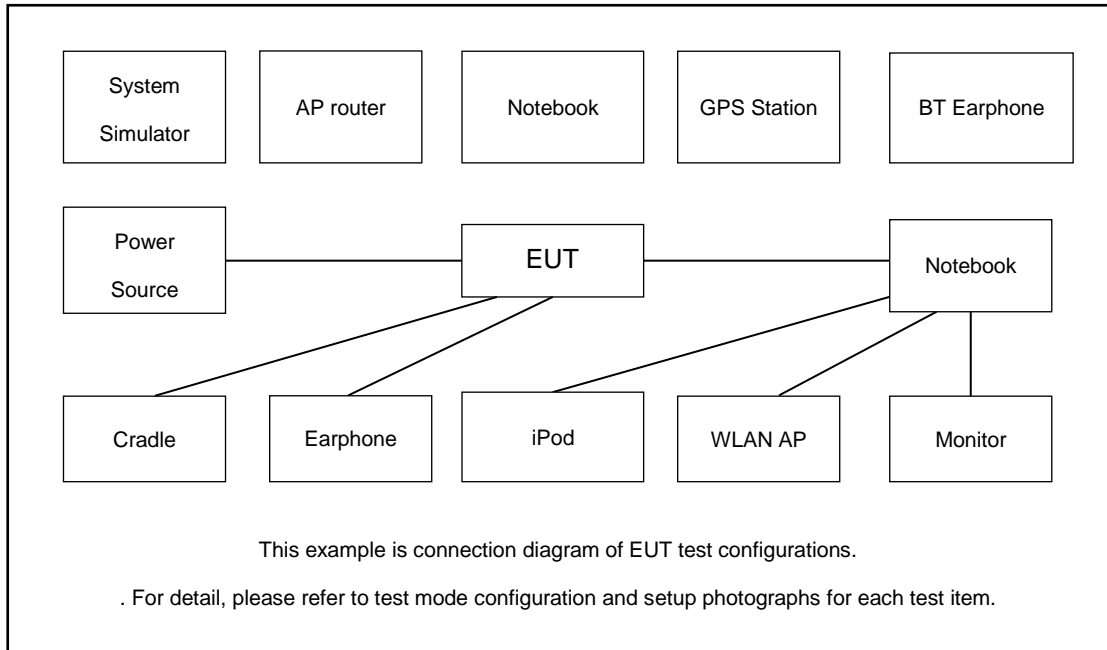 System
Simulator
AP router
Notebook
GPS Station
BT Earphone
Power
Source
EUT
Notebook
Cradle
Earphone
iPod
WLAN AP
Monitor
This example is connection diagram of EUT test configurations.
. For detail, please refer to test mode configuration and setup photographs for each test item.